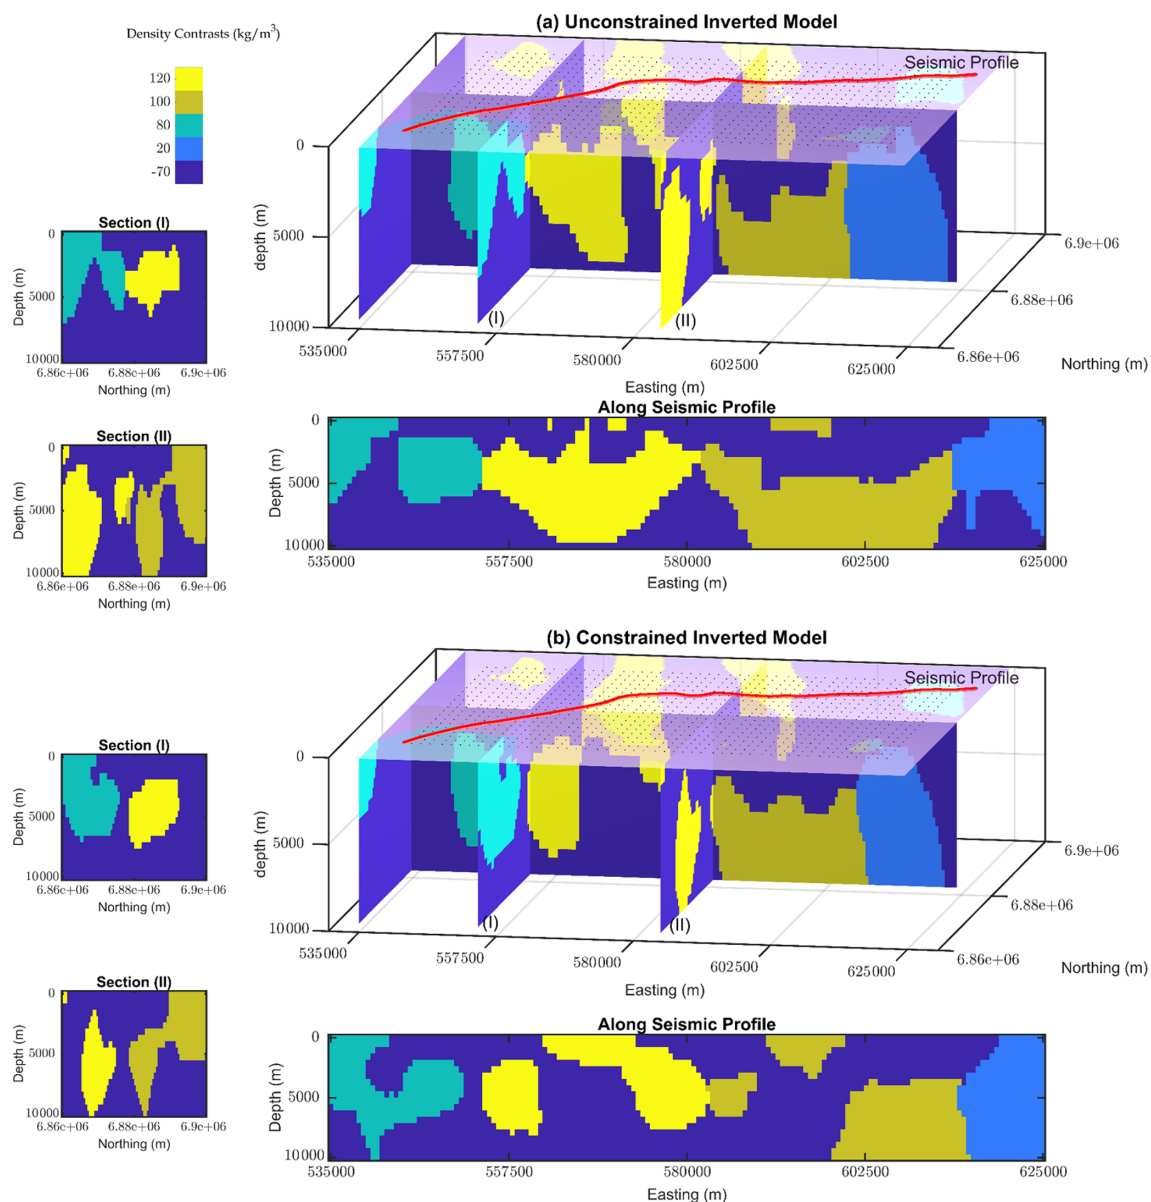 (a) Unconstrained Inverted Model
Density Contrasts (kg/m³)
120
100
80
20
-70
Seismic Profile
0
5000
10000
depth (m)
(I)
(II)
535000
557500
580000
602500
625000
Easting (m)
6.9e+06
6.88e+06
6.86e+06
Northing (m)
Section (I)
0
5000
10000
Depth (m)
6.86e+06
6.88e+06
6.9e+06
Northing (m)
Section (II)
0
5000
10000
Depth (m)
6.86e+06
6.88e+06
6.9e+06
Northing (m)
Along Seismic Profile
0
5000
10000
Depth (m)
535000
557500
580000
602500
625000
Easting (m)
(b) Constrained Inverted Model
Seismic Profile
0
5000
10000
depth (m)
(I)
(II)
535000
557500
580000
602500
625000
Easting (m)
6.9e+06
6.88e+06
6.86e+06
Northing (m)
Section (I)
0
5000
10000
Depth (m)
6.86e+06
6.88e+06
6.9e+06
Northing (m)
Section (II)
0
5000
10000
Depth (m)
6.86e+06
6.88e+06
6.9e+06
Northing (m)
Along Seismic Profile
0
5000
10000
Depth (m)
535000
557500
580000
602500
625000
Easting (m)